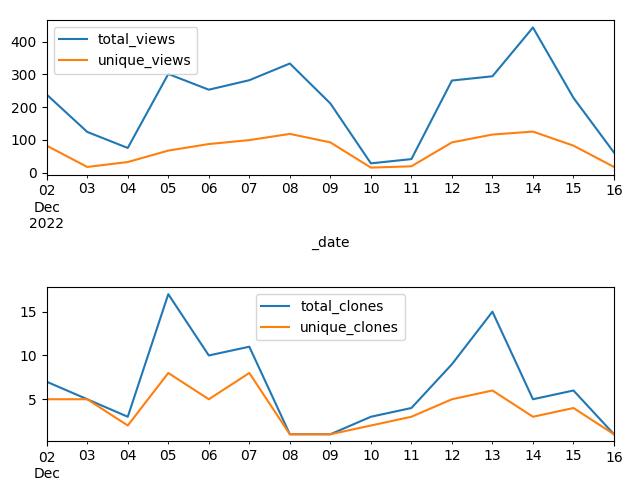 400
300
200
100
0
total_views
unique_views
02 03 04 05 06 07 08 09 10 11 12 13 14 15 16
Dec
2022
_date
15
10
5
total_clones
unique_clones
02 03 04 05 06 07 08 09 10 11 12 13 14 15 16
Dec